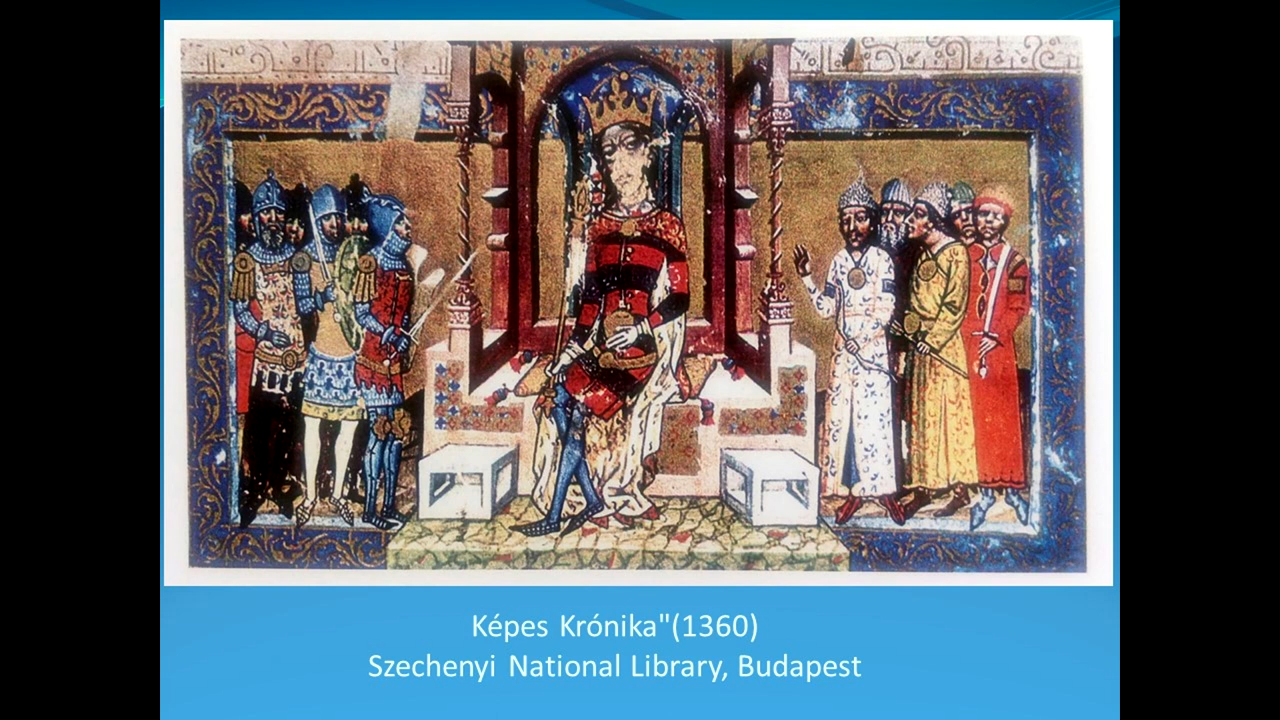 Képes Krónika"(1360)
Szechenyi National Library, Budapest